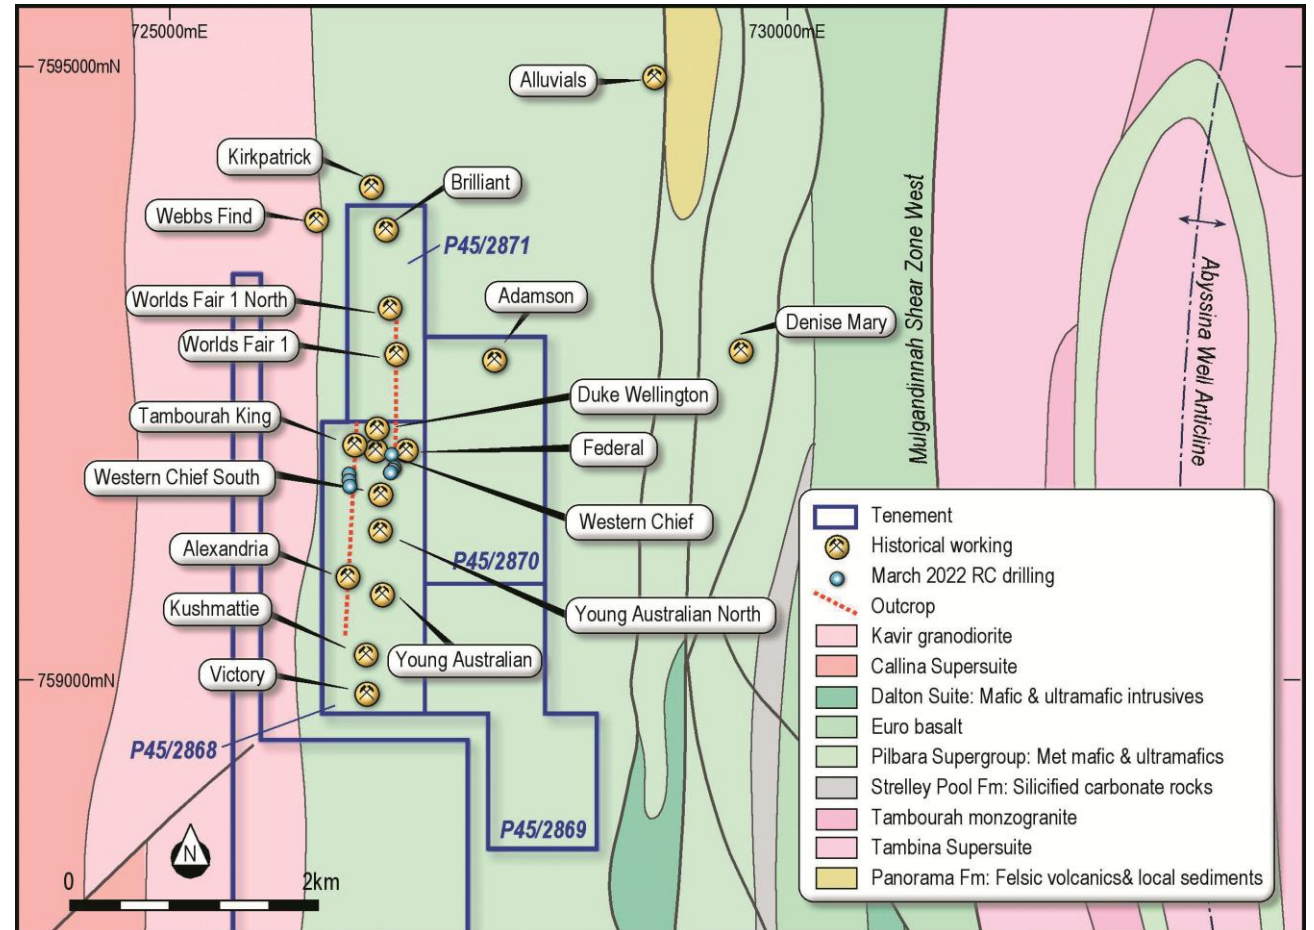 725000mE
730000mE
7595000mN
Alluvials
Kirkpatrick
Brilliant
Webbs Find
P45/2871
Worlds Fair 1 North
Adamson
Worlds Fair 1
Denise Mary
Mulgandinnah Shear Zone West
Abyssina Well Anticline
Duke Wellington
Tambourah King
Federal
Western Chief South
Western Chief
Alexandria
P45/2870
Kushmattie
Young Australian North
Young Australian
Victory
759000mN
P45/2868
P45/2869
N
0 2km
Tenement
Historical working
March 2022 RC drilling
Outcrop
Kavir granodiorite
Callina Supersuite
Dalton Suite: Mafic & ultramafic intrusives
Euro basalt
Pilbara Supergroup: Met mafic & ultramafics
Strelley Pool Fm: Silicified carbonate rocks
Tambourah monzogranite
Tambina Supersuite
Panorama Fm: Felsic volcanics& local sediments